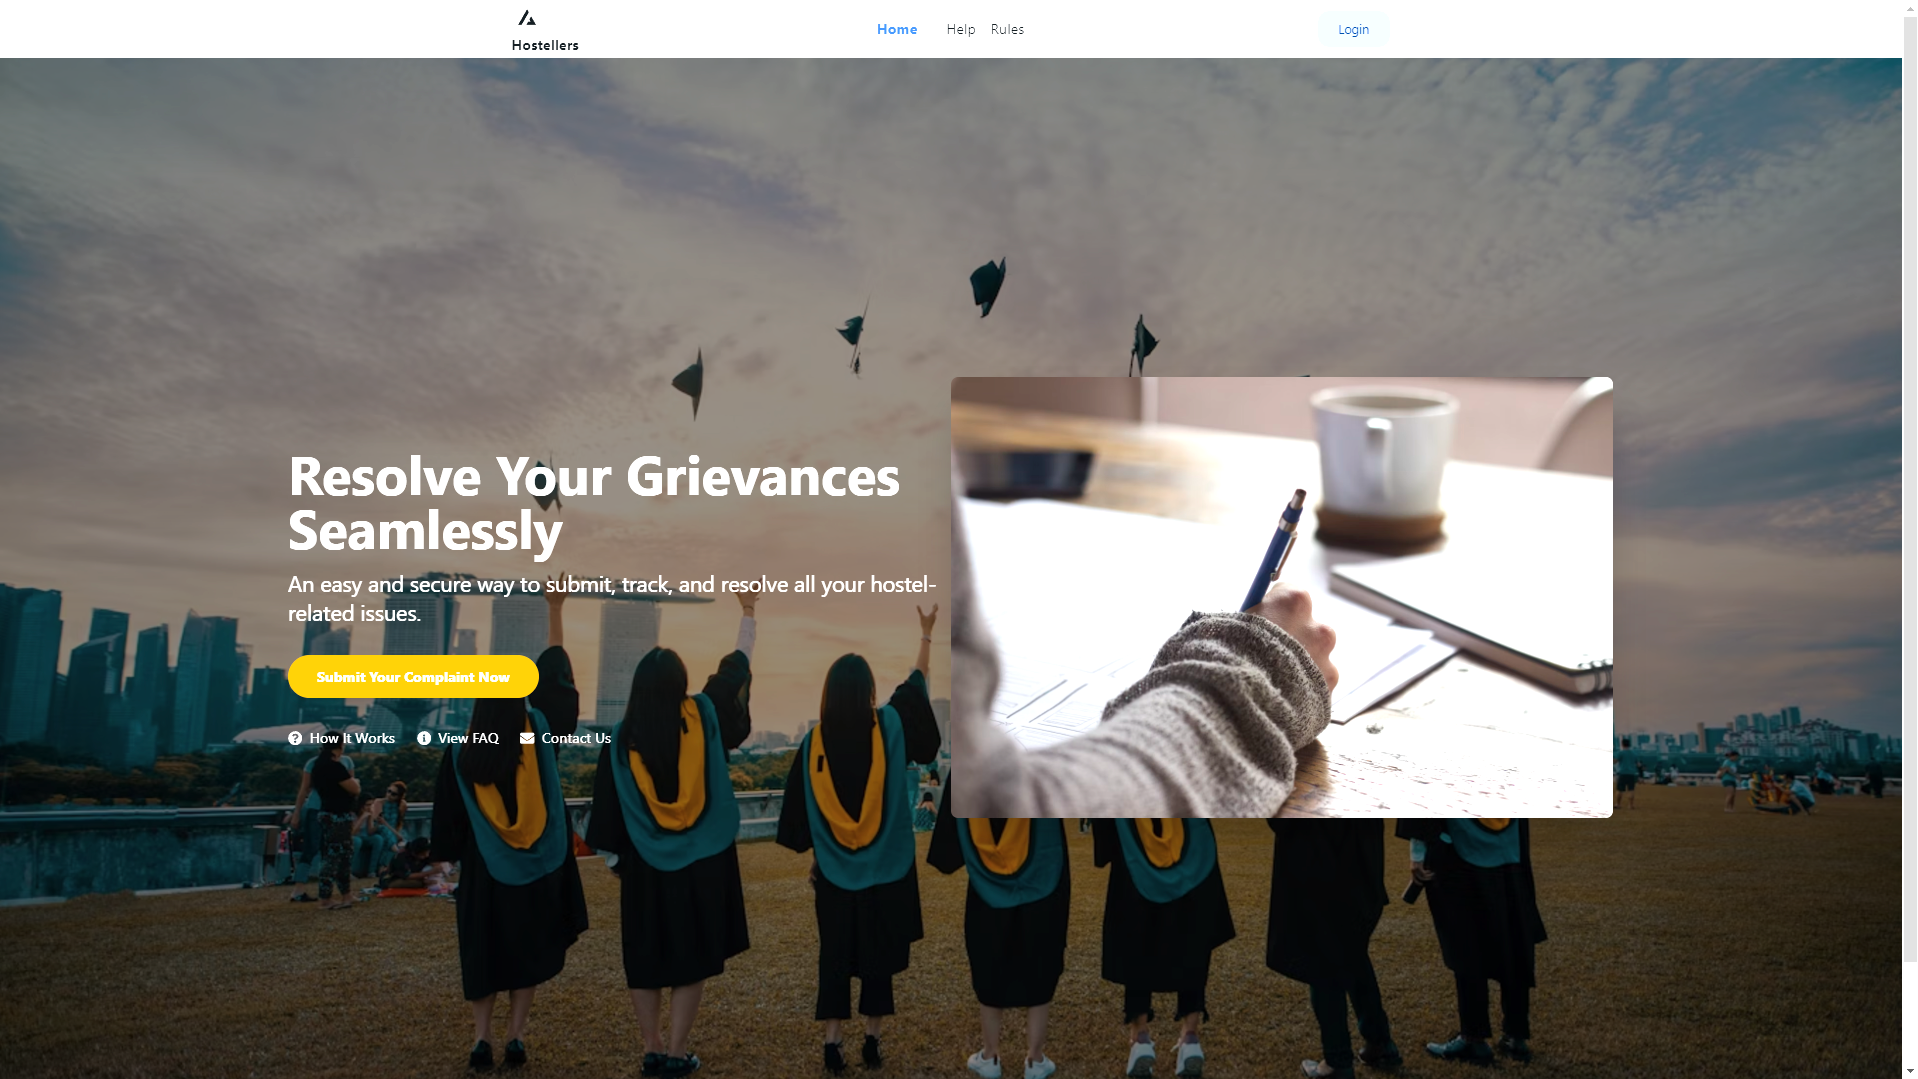 Hostellers
Home
Help
Rules
Login
Resolve Your Grievances
Seamlessly
An easy and secure way to submit, track, and resolve all your hostel-
related issues.
Submit Your Complaint Now
How It Works
View FAQ
Contact Us